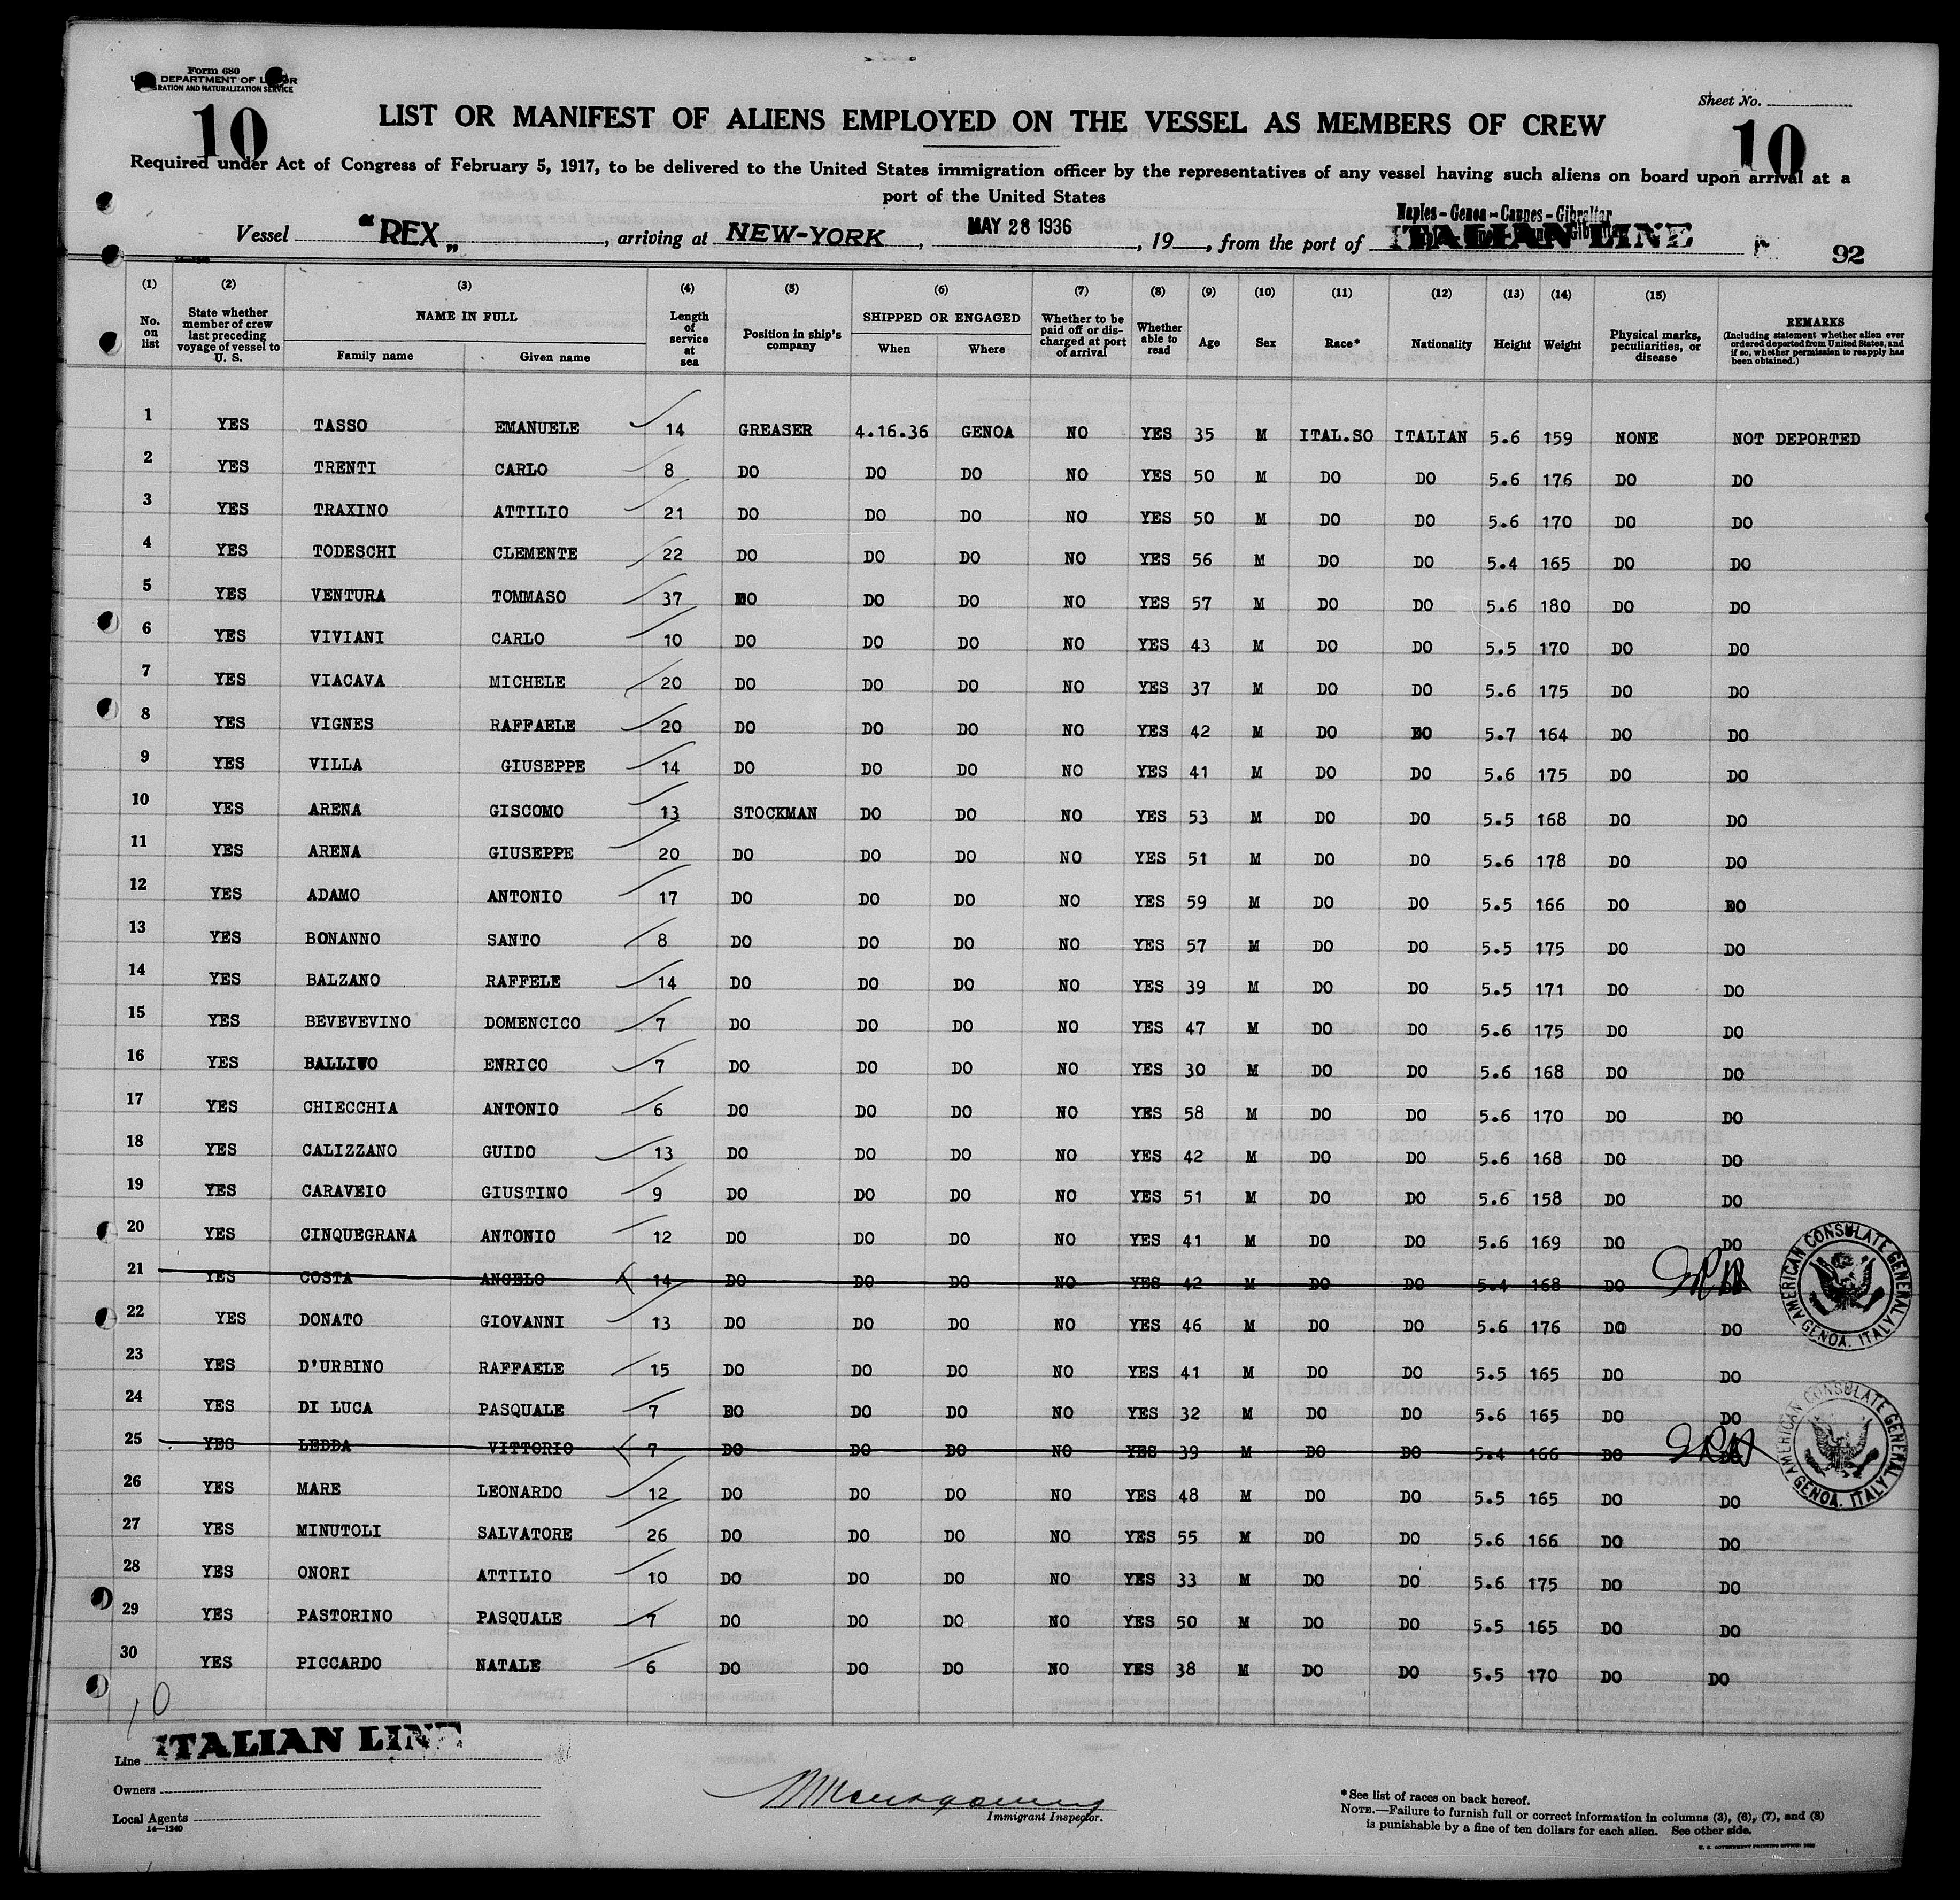 Form 680
DEPARTMENT OF LABOR
RATION AND NATURALIZATION SERVICE
Sheet No.
10
10
LIST OR MANIFEST OF ALIENS EMPLOYED ON THE VESSEL AS MEMBERS OF CREW
Required under Act of Congress of February 5, 1917, to be delivered to the United States immigration officer by the representatives of any vessel having such aliens on board upon arrival at a
port of the United States
Naples-Genoa-Cannes-Gibraltar
Vessel "REX", arriving at NEW-YORK, MAY 28 1936, 19, from the port of ITALIAN LINE
92
14-1240
(1) (2) (3) (4) (5) (6) (7) (8) (9) (10) (11) (12) (13) (14) (15)
No. on list
State whether member of crew last preceding voyage of vessel to U. S.
NAME IN FULL
Family name Given name
Length of service at sea
Position in ship's company
SHIPPED OR ENGAGED
When Where
Whether to be paid off or discharged at port of arrival
Whether able to read
Age
Sex
Race*
Nationality
Height
Weight
Physical marks, peculiarities, or disease
REMARKS
(Including statement whether alien ever ordered deported from United States, and if so, whether permission to reapply has been obtained.)
1 YES TASSO EMANUELE 14 GREASER 4.16.36 GENOA NO YES 35 M ITAL.SO ITALIAN 5.6 159 NONE NOT DEPORTED
2 YES TRENTI CARLO 8 DO DO DO NO YES 50 M DO DO 5.6 176 DO DO
3 YES TRAXINO ATTILIO 21 DO DO DO NO YES 50 M DO DO 5.6 170 DO DO
4 YES TODESCHI CLEMENTE 22 DO DO DO NO YES 56 M DO DO 5.4 165 DO DO
5 YES VENTURA TOMMASO 37 DO DO DO NO YES 57 M DO DO 5.6 180 DO DO
6 YES VIVIANI CARLO 10 DO DO DO NO YES 43 M DO DO 5.5 170 DO DO
7 YES VIACAVA MICHELE 20 DO DO DO NO YES 37 M DO DO 5.6 175 DO DO
8 YES VIGNES RAFFAELE 20 DO DO DO NO YES 42 M DO DO 5.7 164 DO DO
9 YES VILLA GIUSEPPE 14 DO DO DO NO YES 41 M DO DO 5.6 175 DO DO
10 YES ARENA GISCOMO 13 STOCKMAN DO DO NO YES 53 M DO DO 5.5 168 DO DO
11 YES ARENA GIUSEPPE 20 DO DO DO NO YES 51 M DO DO 5.6 178 DO DO
12 YES ADAMO ANTONIO 17 DO DO DO NO YES 59 M DO DO 5.5 166 DO DO
13 YES BONANNO SANTO 8 DO DO DO NO YES 57 M DO DO 5.5 175 DO DO
14 YES BALZANO RAFFELE 14 DO DO DO NO YES 39 M DO DO 5.5 171 DO DO
15 YES BEVEVEVINO DOMENCICO 7 DO DO DO NO YES 47 M DO DO 5.6 175 DO DO
16 YES BALLIUO ENRICO 7 DO DO DO NO YES 30 M DO DO 5.6 168 DO DO
17 YES CHIECCHIA ANTONIO 6 DO DO DO NO YES 58 M DO DO 5.6 170 DO DO
18 YES CALIZZANO GUIDO 13 DO DO DO NO YES 42 M DO DO 5.6 168 DO DO
19 YES CARAVEIO GIUSTINO 9 DO DO DO NO YES 51 M DO DO 5.6 158 DO DO
20 YES CINQUEGRANA ANTONIO 12 DO DO DO NO YES 41 M DO DO 5.6 169 DO DO
21 YES COSTA ANGELO 14 DO DO DO NO YES 42 M DO DO 5.4 168 DO DO
22 YES DONATO GIOVANNI 13 DO DO DO NO YES 46 M DO DO 5.6 176 DO DO
23 YES D'URBINO RAFFAELE 15 DO DO DO NO YES 41 M DO DO 5.5 165 DO DO
24 YES DI LUCA PASQUALE 7 DO DO DO NO YES 32 M DO DO 5.6 165 DO DO
25 YES LEDDA VITTORIO 7 DO DO DO NO YES 39 M DO DO 5.4 166 DO DO
26 YES MARE LEONARDO 12 DO DO DO NO YES 48 M DO DO 5.5 165 DO DO
27 YES MINUTOLI SALVATORE 26 DO DO DO NO YES 55 M DO DO 5.6 166 DO DO
28 YES ONORI ATTILIO 10 DO DO DO NO YES 33 M DO DO 5.6 175 DO DO
29 YES PASTORINO PASQUALE 7 DO DO DO NO YES 50 M DO DO 5.5 165 DO DO
30 YES PICCARDO NATALE 6 DO DO DO NO YES 38 M DO DO 5.5 170 DO DO
AMERICAN CONSULATE GENERAL GENOA, ITALY
AMERICAN CONSULATE GENERAL GENOA, ITALY
10
Line ITALIAN LINE
Owners
Local Agents
14-1240
Immigrant Inspector.
*See list of races on back hereof.
NOTE.—Failure to furnish full or correct information in columns (3), (6), (7), and (8)
is punishable by a fine of ten dollars for each alien. See other side.